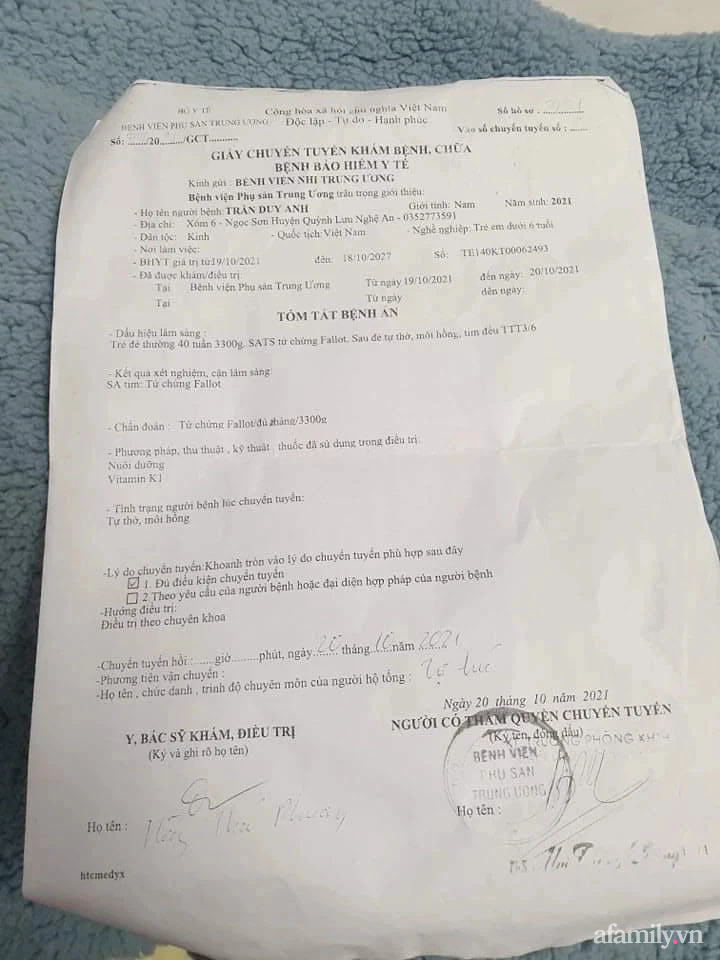 BỘ Y TẾ
Cộng hòa xã hội chủ nghĩa Việt Nam
Số hồ sơ :
BỆNH VIỆN PHỤ SẢN TRUNG ƯƠNG
Độc lập - Tự do - Hạnh phúc
Vào sổ chuyển tuyến số :
Số: /20 /GCT
GIẤY CHUYỂN TUYẾN KHÁM BỆNH, CHỮA
BỆNH BẢO HIỂM Y TẾ
Kính gửi : BỆNH VIỆN NHI TRUNG ƯƠNG
Bệnh viện Phụ sản Trung Ương trân trọng giới thiệu:
- Họ tên người bệnh: TRẦN DUY ANH Giới tính: Nam Năm sinh: 2021
- Địa chỉ: Xóm 6 - Ngọc Sơn Huyện Quỳnh Lưu Nghệ An - 0352773591
- Dân tộc: Kinh - Quốc tịch:Việt Nam - Nghề nghiệp: Trẻ em dưới 6 tuổi
- Nơi làm việc:
- BHYT giá trị từ19/10/2021 đến: 18/10/2027 Số: TE140KT00062493
- Đã được khám/điều trị:
Tại Bệnh viện Phụ sản Trung Ương Từ ngày 19/10/2021 đến ngày: 20/10/2021
Tại Từ ngày đến ngày:
TÓM TẮT BỆNH ÁN
- Dấu hiệu lâm sàng :
Trẻ đẻ thường 40 tuần 3300g. SATS tứ chứng Fallot. Sau đẻ tự thở, môi hồng, tim đều TTT3/6
- Kết quả xét nghiệm, cận lâm sàng:
SA tim: Tứ chứng Fallot
- Chẩn đoán : Tứ chứng Fallot/đủ tháng/3300g
- Phương pháp, thủ thuật , kỹ thuật , thuốc đã sử dụng trong điều trị:
Nuôi dưỡng
Vitamin K1
- Tình trạng người bệnh lúc chuyển tuyến:
Tự thở, môi hồng
-Lý do chuyển tuyến:Khoanh tròn vào lý do chuyển tuyến phù hợp sau đây
☑ 1. Đủ điều kiện chuyển tuyến
☐ 2.Theo yêu cầu của người bệnh hoặc đại diện hợp pháp của người bệnh
-Hướng điều trị:
Điều trị theo chuyên khoa
-Chuyển tuyến hồi : ......giờ.........phút, ngày 20 tháng 10 năm 2021
-Phương tiện vận chuyển :
-Họ tên , chức danh , trình độ chuyên môn của người hộ tống : Tự túc
Ngày 20 tháng 10 năm 2021
Y, BÁC SỸ KHÁM, ĐIỀU TRỊ
NGƯỜI CÓ THẨM QUYỀN CHUYỂN TUYẾN
(Ký và ghi rõ họ tên)
(Ký tên, đóng dấu)
TRƯỞNG PHÒNG
BỆNH VIỆN
PHỤ SẢN
TRUNG ƯƠNG
Họ tên :
Họ tên :
htcmedyx
afamily.vn